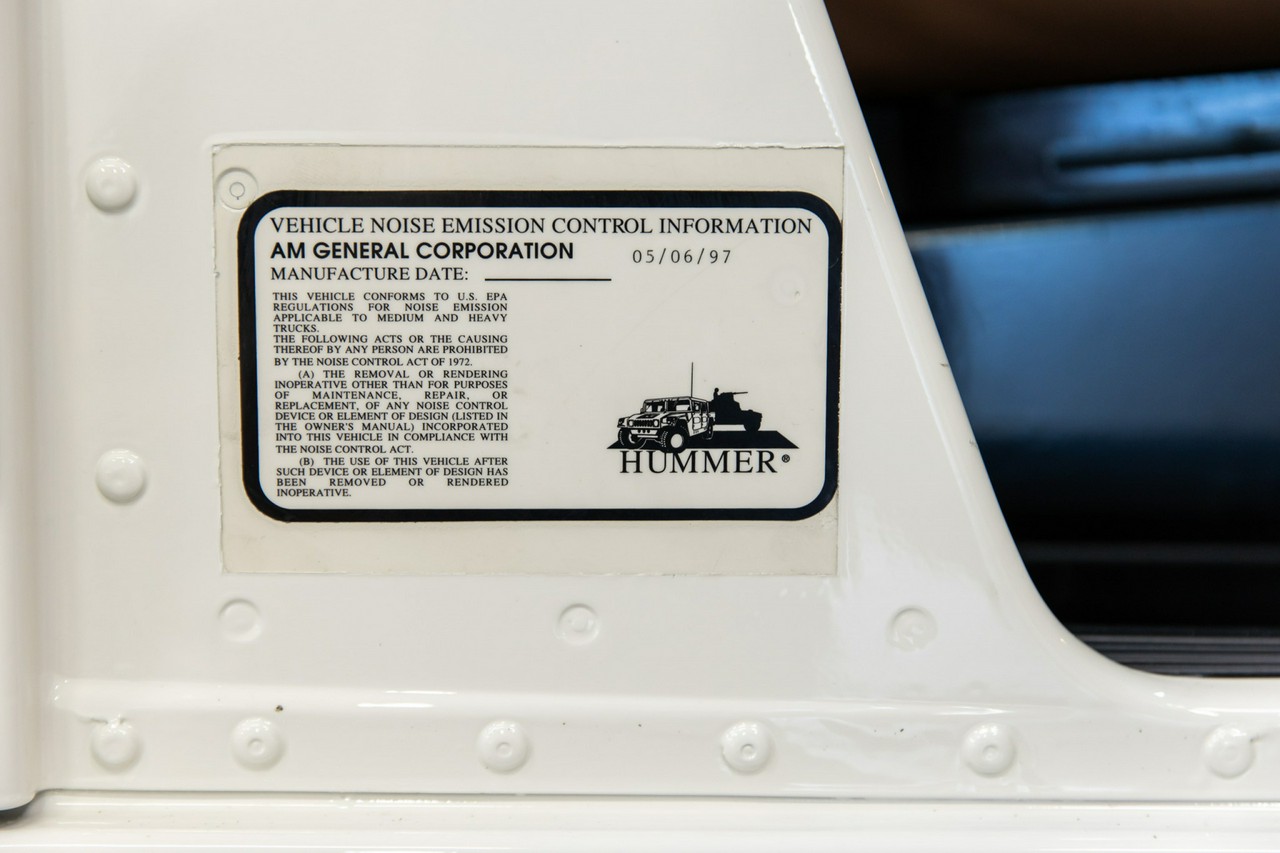 VEHICLE NOISE EMISSION CONTROL INFORMATION
AM GENERAL CORPORATION 05/06/97
MANUFACTURE DATE:
THIS VEHICLE CONFORMS TO U.S. EPA
REGULATIONS FOR NOISE EMISSION
APPLICABLE TO MEDIUM AND HEAVY
TRUCKS.
THE FOLLOWING ACTS OR THE CAUSING
THEREOF BY ANY PERSON ARE PROHIBITED
BY THE NOISE CONTROL ACT OF 1972.
(A) THE REMOVAL OR RENDERING
INOPERATIVE OTHER THAN FOR PURPOSES
OF MAINTENANCE, REPAIR, OR
REPLACEMENT, OF ANY NOISE CONTROL
DEVICE OR ELEMENT OF DESIGN (LISTED IN
THE OWNER'S MANUAL) INCORPORATED
INTO THIS VEHICLE IN COMPLIANCE WITH
THE NOISE CONTROL ACT.
(B) THE USE OF THIS VEHICLE AFTER
SUCH DEVICE OR ELEMENT OF DESIGN HAS
BEEN REMOVED OR RENDERED
INOPERATIVE.
HUMMER®